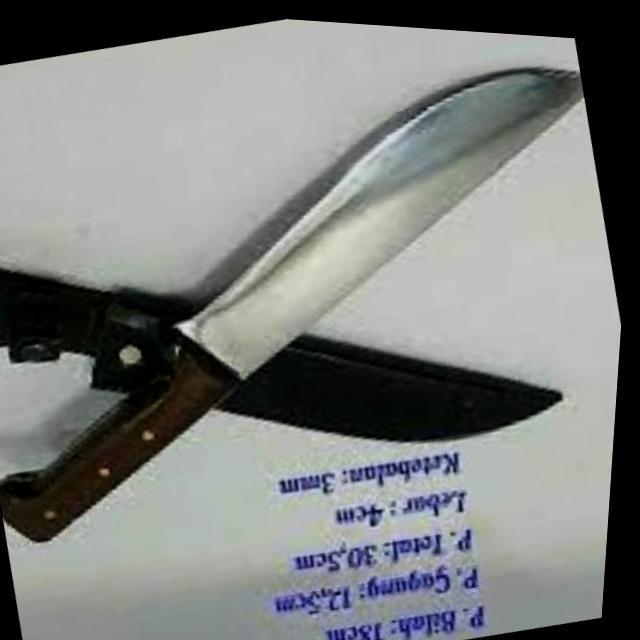 P. Bilah: 18cm
P. Gagang: 12,5cm
P. Total: 30,5cm
Lebar : 4cm
Ketebalan: 3mm